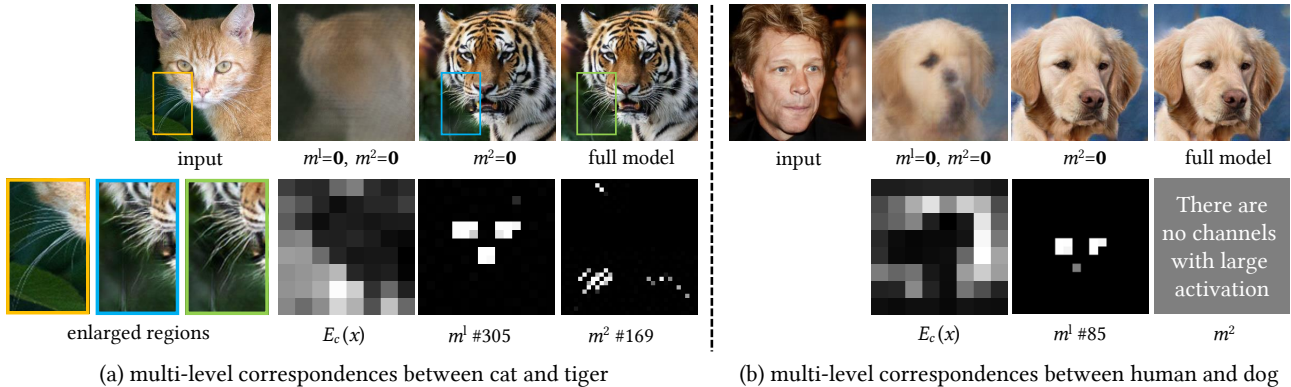 input
m¹=0, m²=0
m²=0
full model
enlarged regions
E_c(x)
m¹ #305
m² #169
(a) multi-level correspondences between cat and tiger
input
m¹=0, m²=0
m²=0
full model
There are
no channels
with large
activation
E_c(x)
m¹ #85
m²
(b) multi-level correspondences between human and dog